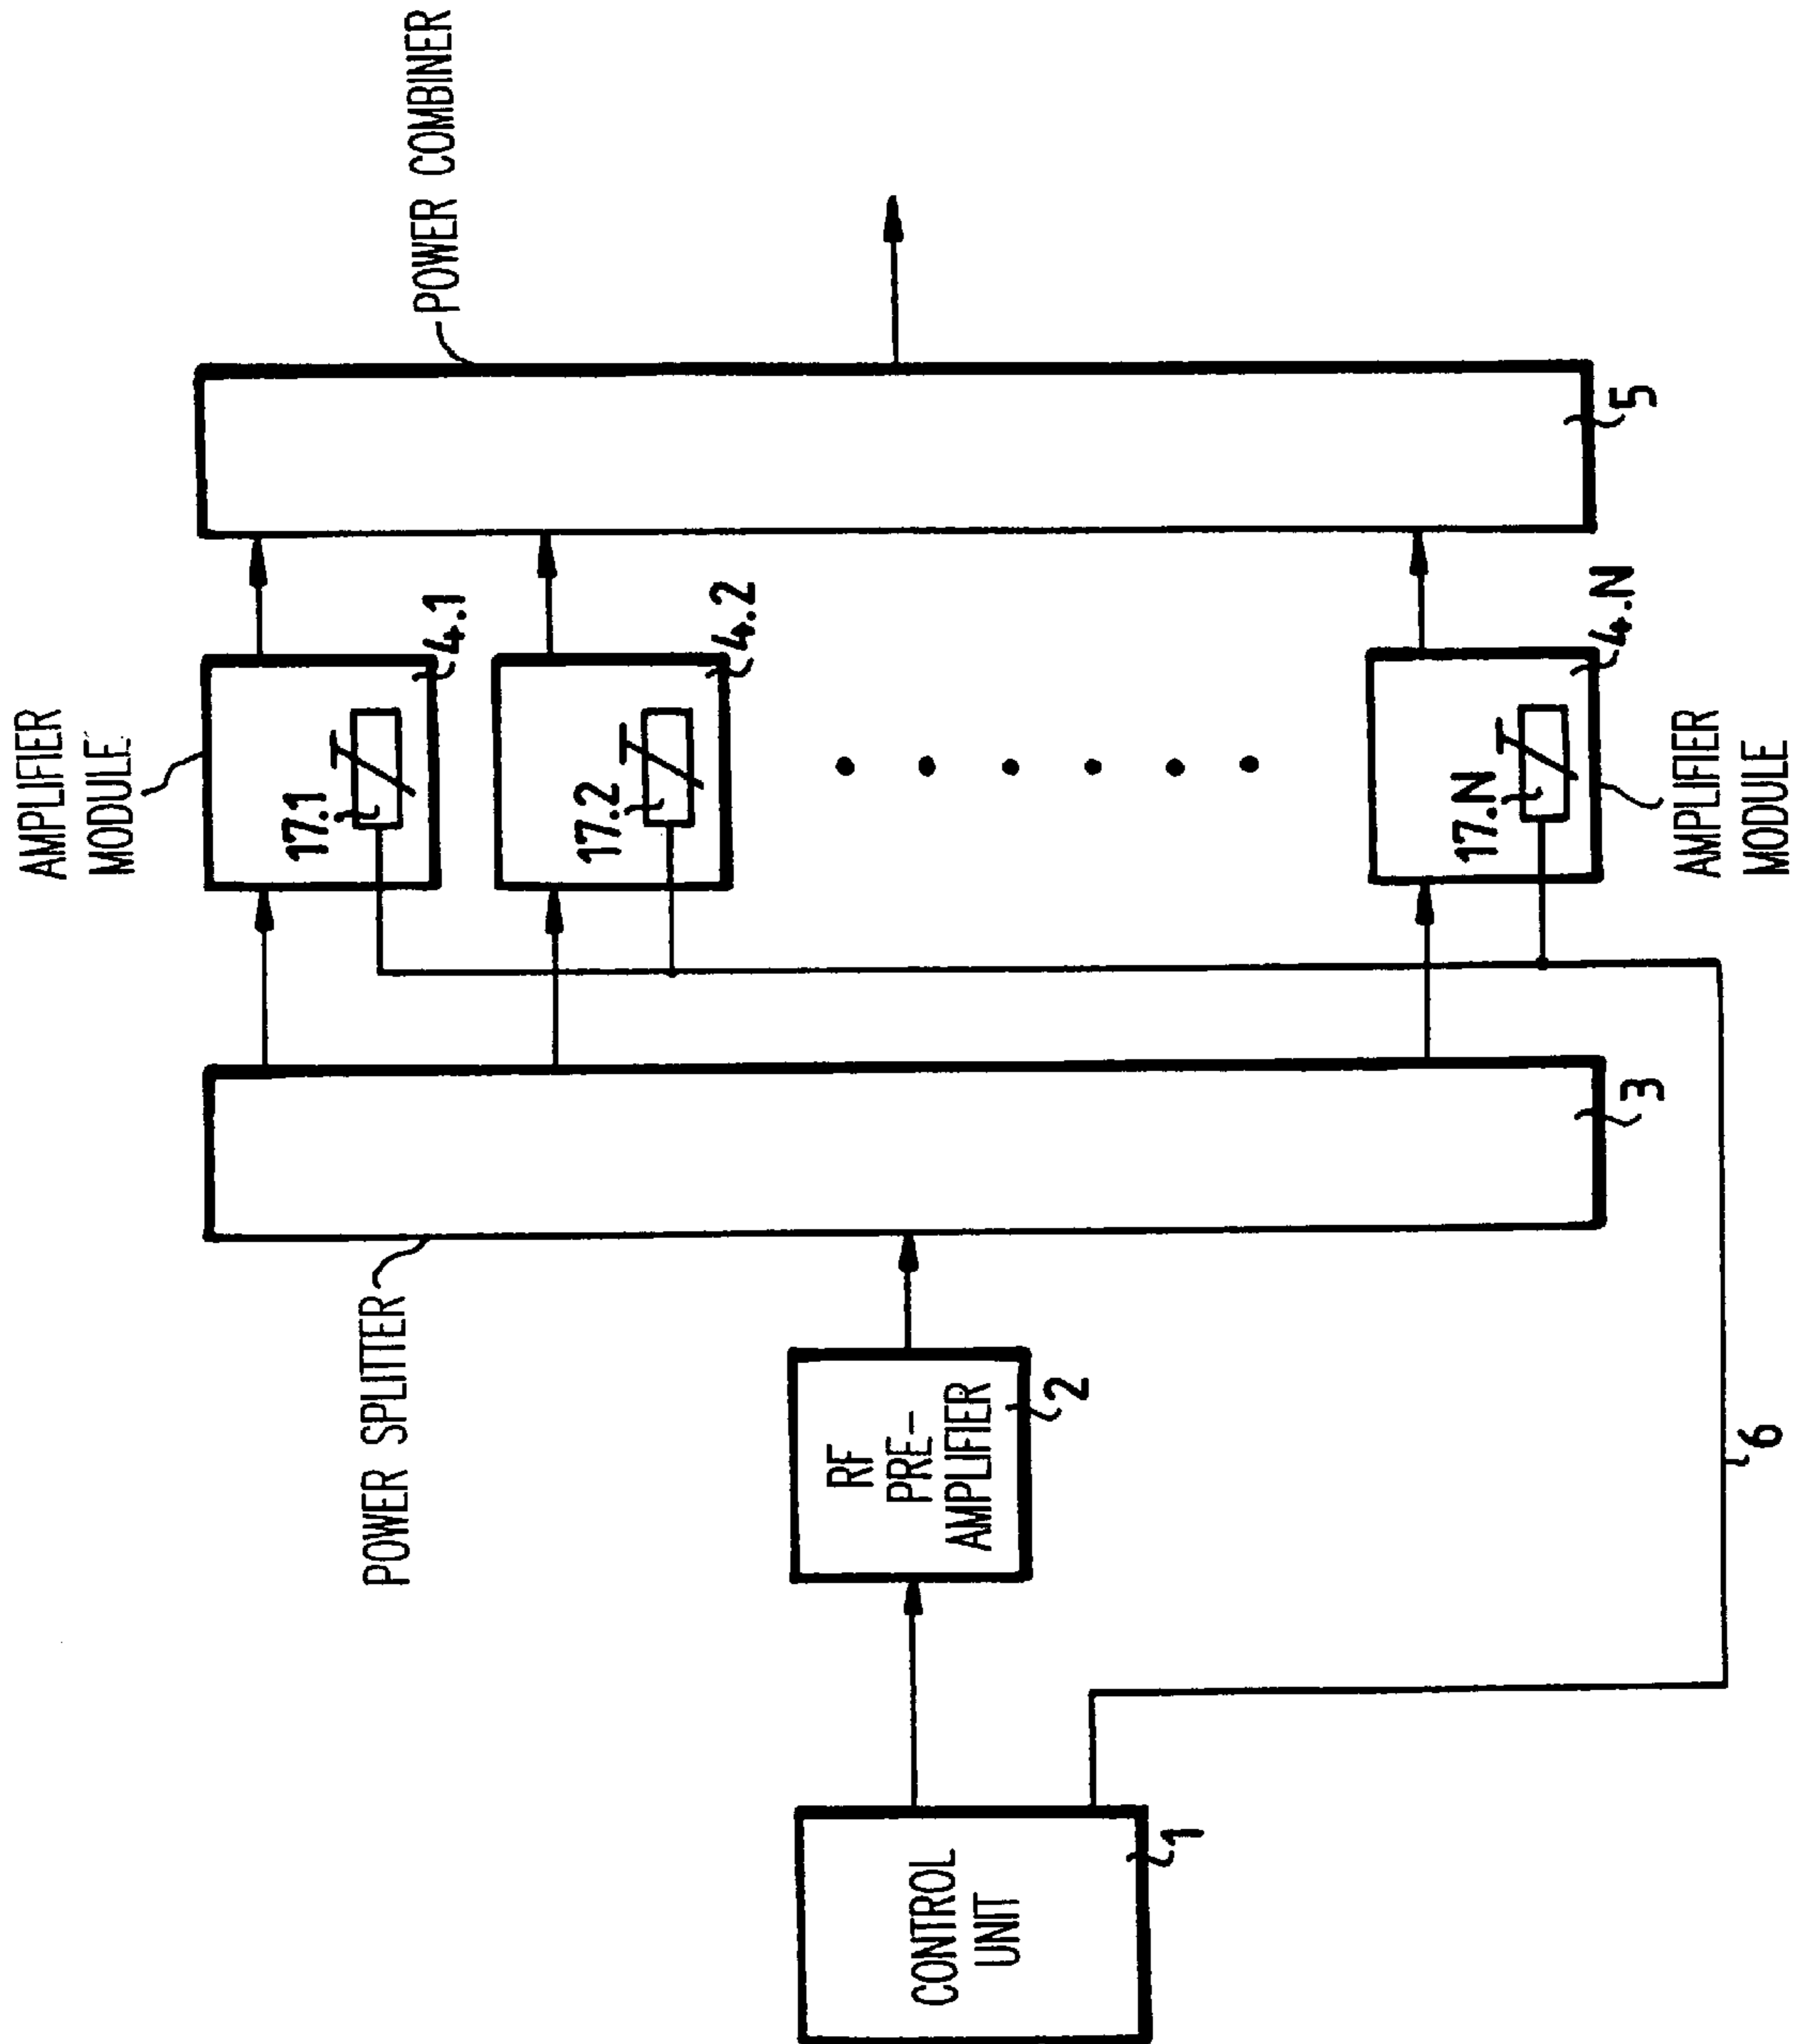 CONTROL
UNIT
1
RF
PRE-
AMPLIFIER
2
POWER SPLITTER
3
6
AMPLIFIER
MODULE
17.1
4.1
17.2
4.2
17.N
4.N
AMPLIFIER
MODULE
POWER COMBINER
5